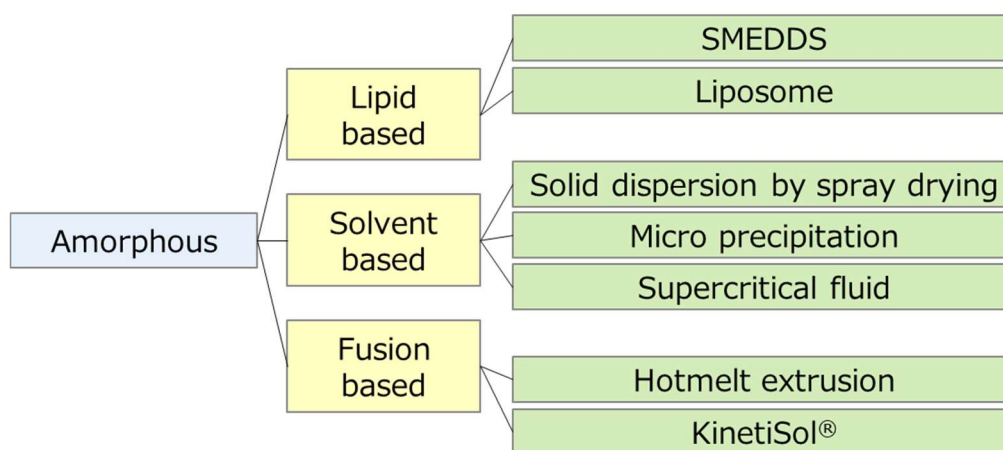 Amorphous
Lipid
based
SMEDDS
Liposome
Solvent
based
Solid dispersion by spray drying
Micro precipitation
Supercritical fluid
Fusion
based
Hotmelt extrusion
KinetiSol®